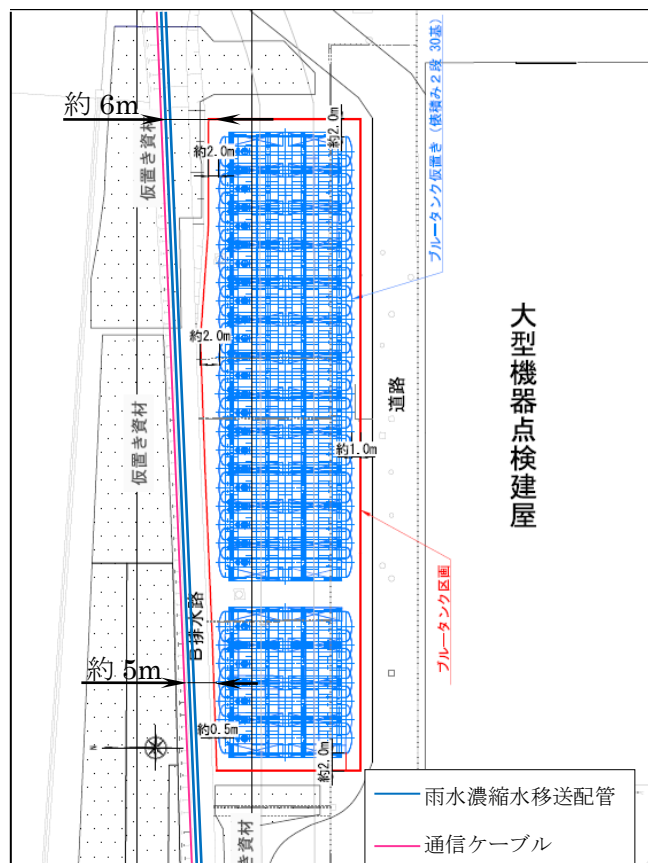 約 6m
仮置き資材
約2.0m
約2.0m
ブルータンク仮置き（俵積み２段 30基）
約2.0m
仮置き資材
道路
大型機器点検建屋
約1.0m
B排水路
ブルータンク区画
約 5m
約0.5m
約2.0m
仮置き資材
雨水濃縮水移送配管
通信ケーブル